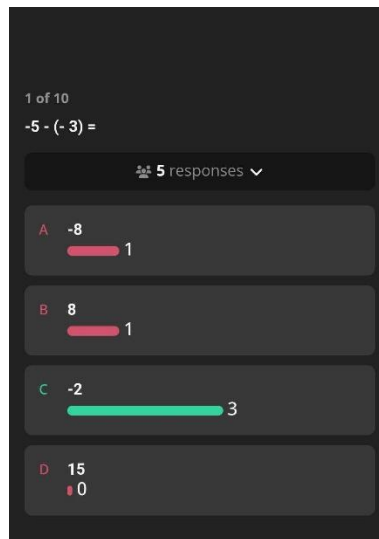 1 of 10
-5 - (- 3) =
5 responses
A -8
1
B 8
1
C -2
3
D 15
0